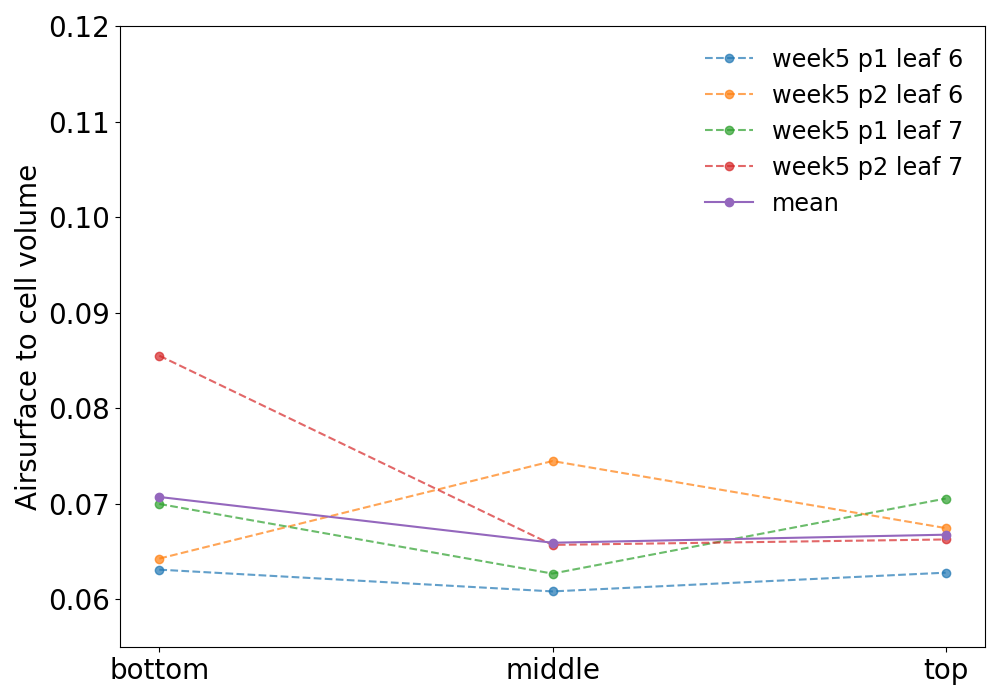 0.12
0.11
0.10
0.09
0.08
0.07
0.06
Airsurface to cell volume
week5 p1 leaf 6
week5 p2 leaf 6
week5 p1 leaf 7
week5 p2 leaf 7
mean
bottom
middle
top